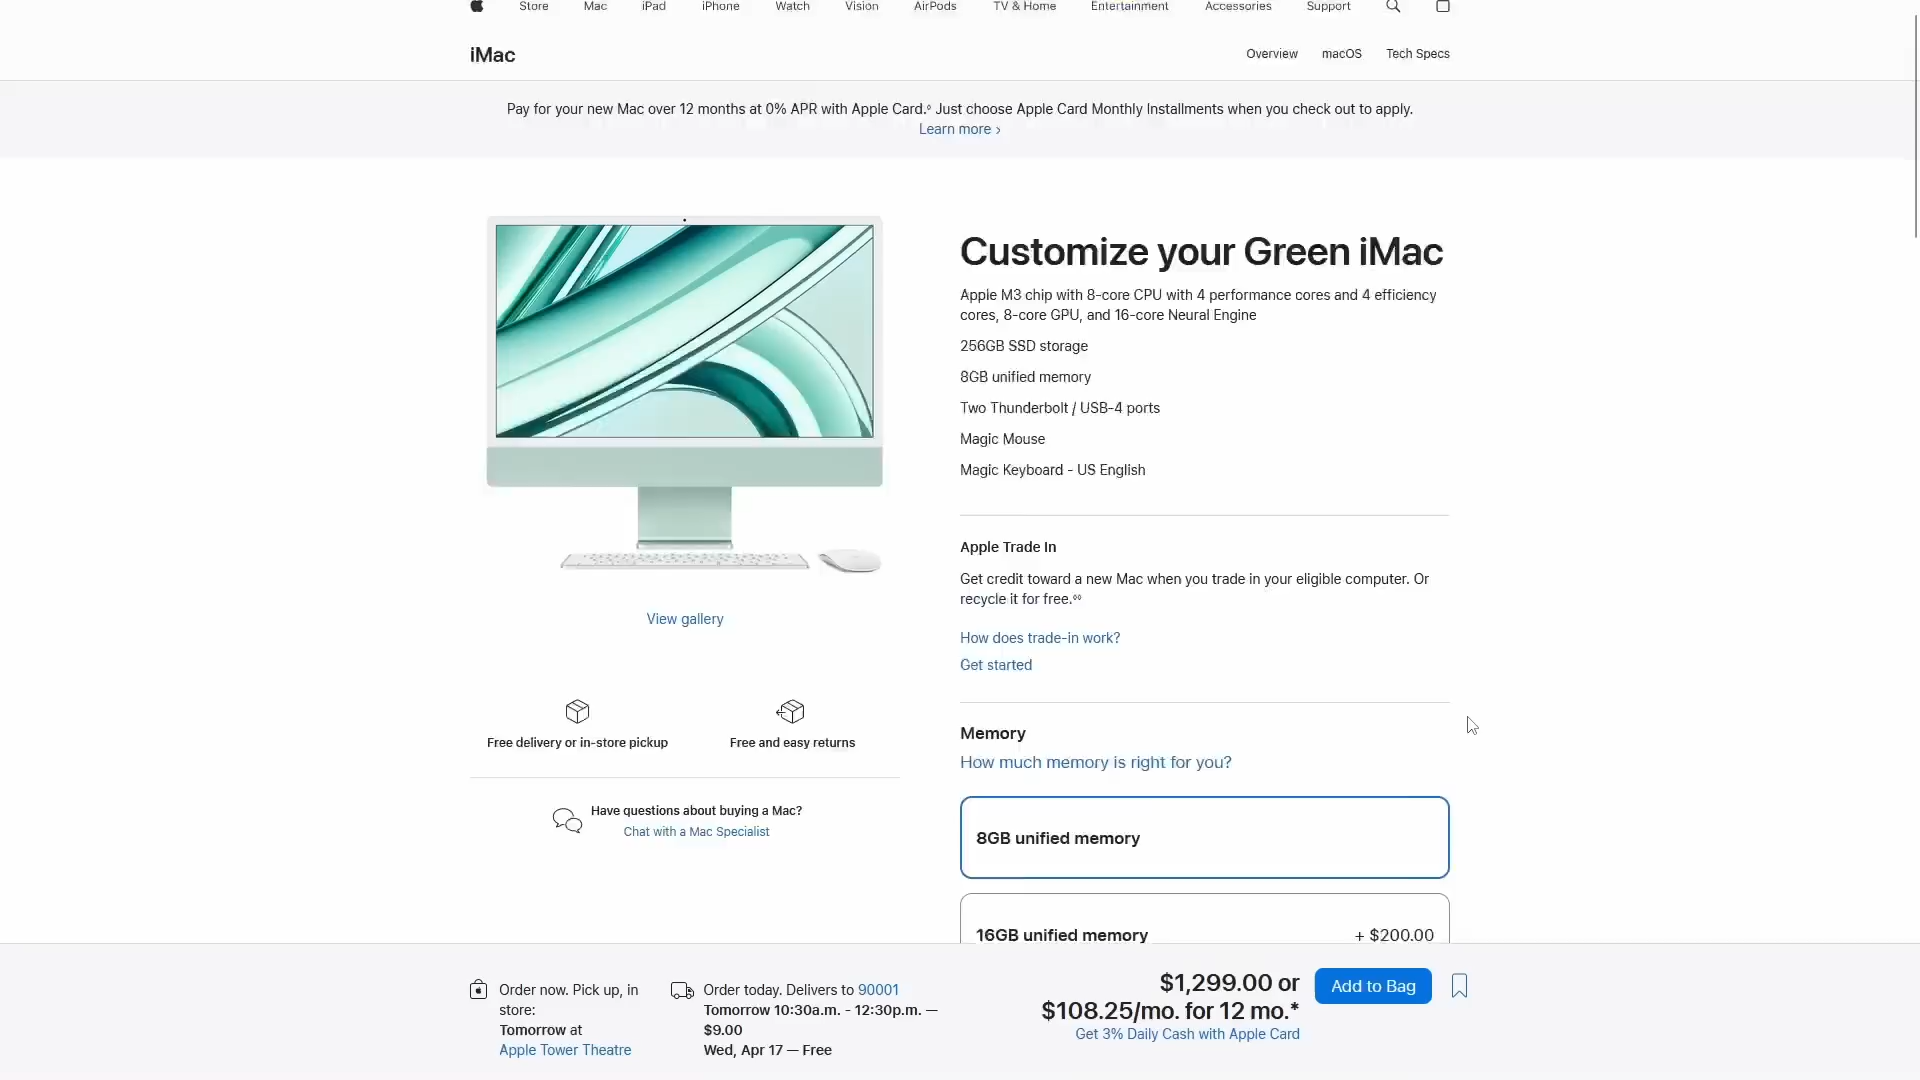 Store Mac iPad iPhone Watch Vision AirPods TV & Home Entertainment Accessories Support
iMac
Overview macOS Tech Specs
Pay for your new Mac over 12 months at 0% APR with Apple Card.◊ Just choose Apple Card Monthly Installments when you check out to apply.
Learn more ›
Customize your Green iMac
Apple M3 chip with 8-core CPU with 4 performance cores and 4 efficiency
cores, 8-core GPU, and 16-core Neural Engine
256GB SSD storage
8GB unified memory
Two Thunderbolt / USB-4 ports
Magic Mouse
Magic Keyboard - US English
View gallery
Free delivery or in-store pickup
Free and easy returns
Have questions about buying a Mac?
Chat with a Mac Specialist
Apple Trade In
Get credit toward a new Mac when you trade in your eligible computer. Or
recycle it for free.◊◊
How does trade-in work?
Get started
Memory
How much memory is right for you?
8GB unified memory
16GB unified memory + $200.00
Order now. Pick up, in
store:
Tomorrow at
Apple Tower Theatre
Order today. Delivers to 90001
Tomorrow 10:30a.m. - 12:30p.m. —
$9.00
Wed, Apr 17 — Free
$1,299.00 or
$108.25/mo. for 12 mo.*
Get 3% Daily Cash with Apple Card
Add to Bag